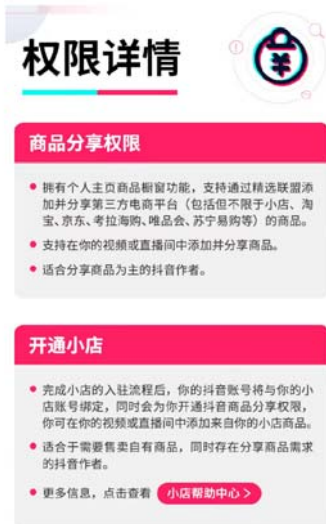 权限详情
商品分享权限
拥有个人主页商品橱窗功能，支持通过精选联盟添
加并分享第三方电商平台（包括但不限于小店、淘
宝、京东、考拉海购、唯品会、苏宁易购等）的商品。
支持在你的视频或直播间中添加并分享商品。
适合分享商品为主的抖音作者。
开通小店
完成小店的入驻流程后，你的抖音账号将与你的小
店账号绑定，同时会为你开通抖音商品分享权限，
你可在你的视频或直播间中添加来自你的小店商品。
适合于需要售卖自有商品，同时存在分享商品需求
的抖音作者。
更多信息，点击查看 小店帮助中心 >